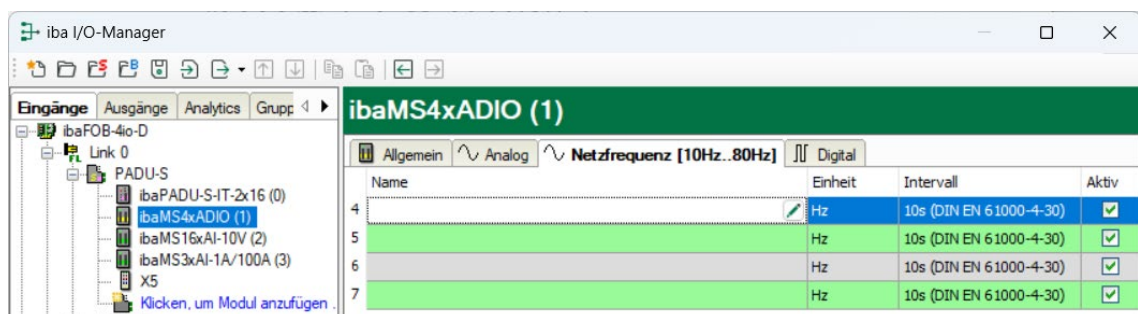 iba I/O-Manager
Eingänge Ausgänge Analytics Grupp
ibaFOB-4io-D
Link 0
PADU-S
ibaPADU-S-IT-2x16 (0)
ibaMS4xADIO (1)
ibaMS16xAI-10V (2)
ibaMS3xAI-1A/100A (3)
X5
Klicken, um Modul anzufügen .
ibaMS4xADIO (1)
Allgemein Analog Netzfrequenz [10Hz..80Hz] Digital
Name Einheit Intervall Aktiv
4 Hz 10s (DIN EN 61000-4-30)
5 Hz 10s (DIN EN 61000-4-30)
6 Hz 10s (DIN EN 61000-4-30)
7 Hz 10s (DIN EN 61000-4-30)